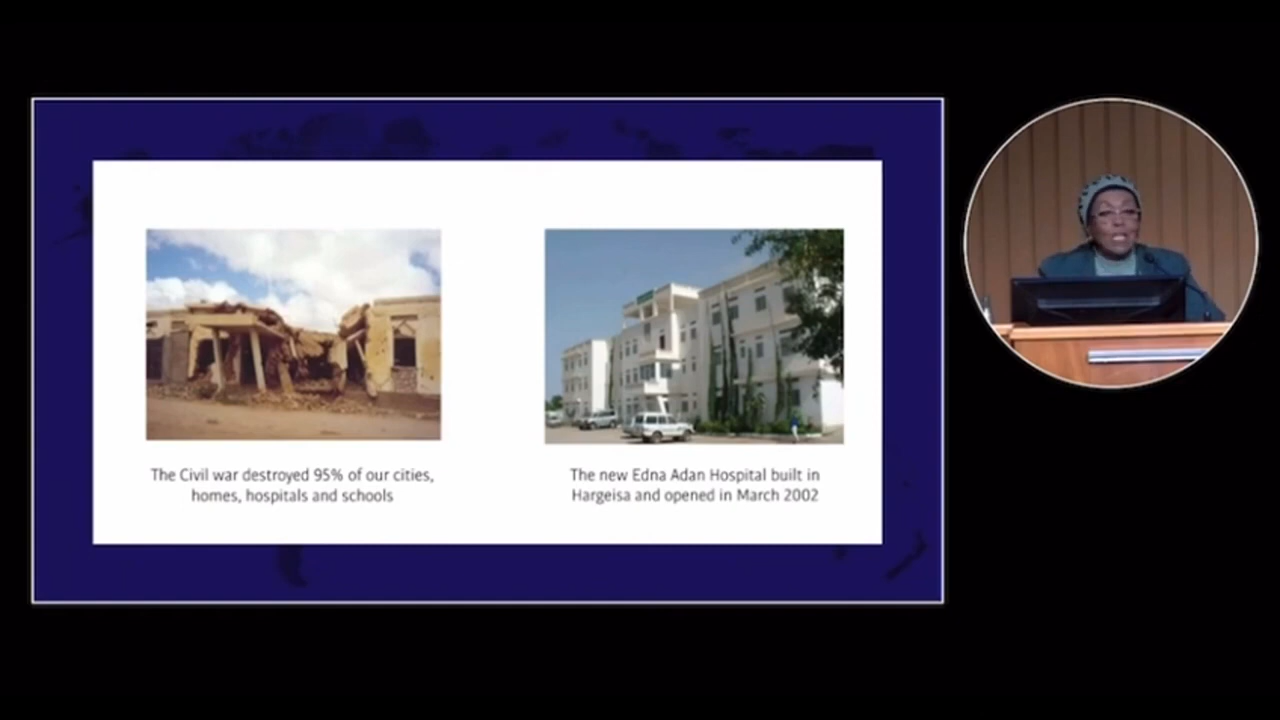 The Civil war destroyed 95% of our cities,
homes, hospitals and schools
The new Edna Adan Hospital built in
Hargeisa and opened in March 2002